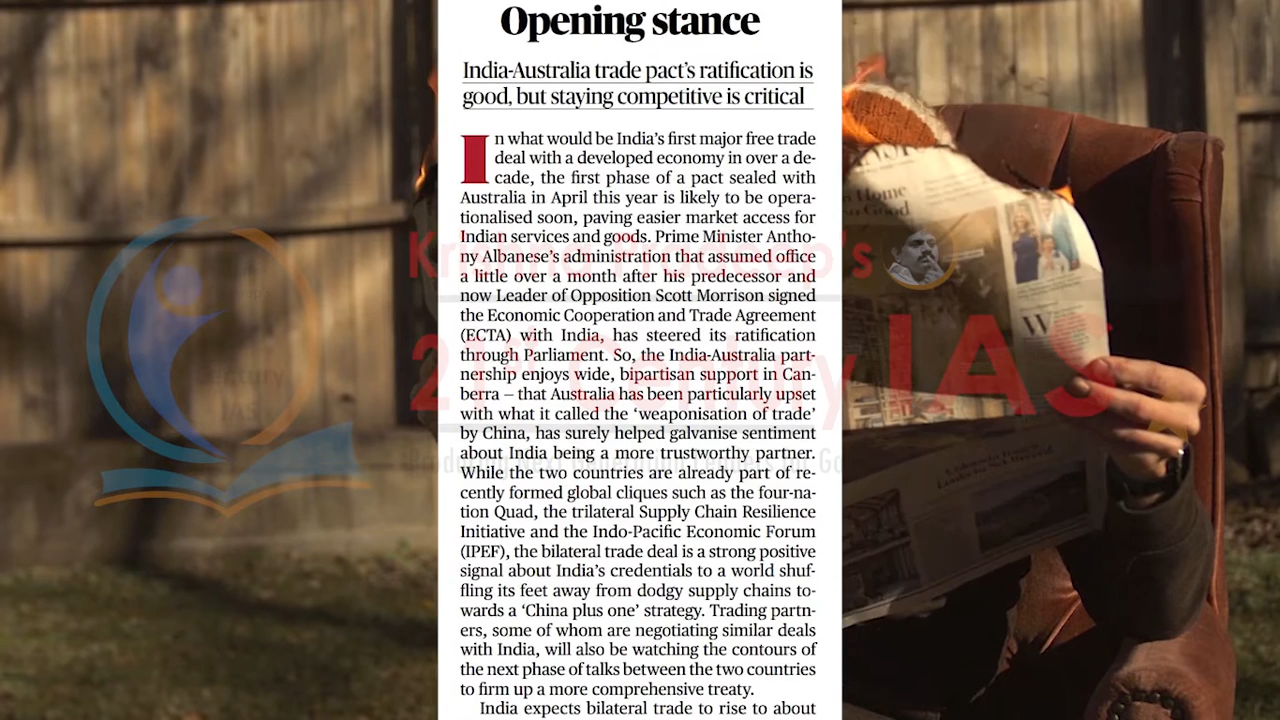 Opening stance
India-Australia trade pact's ratification is
good, but staying competitive is critical
In what would be India's first major free trade
deal with a developed economy in over a de-
cade, the first phase of a pact sealed with
Australia in April this year is likely to be opera-
tionalised soon, paving easier market access for
Indian services and goods. Prime Minister Antho-
ny Albanese's administration that assumed office
a little over a month after his predecessor and
now Leader of Opposition Scott Morrison signed
the Economic Cooperation and Trade Agreement
(ECTA) with India, has steered its ratification
through Parliament. So, the India-Australia part-
nership enjoys wide, bipartisan support in Can-
berra – that Australia has been particularly upset
with what it called the 'weaponisation of trade'
by China, has surely helped galvanise sentiment
about India being a more trustworthy partner.
While the two countries are already part of re-
cently formed global cliques such as the four-na-
tion Quad, the trilateral Supply Chain Resilience
Initiative and the Indo-Pacific Economic Forum
(IPEF), the bilateral trade deal is a strong positive
signal about India's credentials to a world shuf-
fling its feet away from dodgy supply chains to-
wards a 'China plus one' strategy. Trading partn-
ers, some of whom are negotiating similar deals
with India, will also be watching the contours of
the next phase of talks between the two countries
to firm up a more comprehensive treaty.
India expects bilateral trade to rise to about
Krishna Pradeep's
21st Century IAS
Century
IAS
Home
Good
W